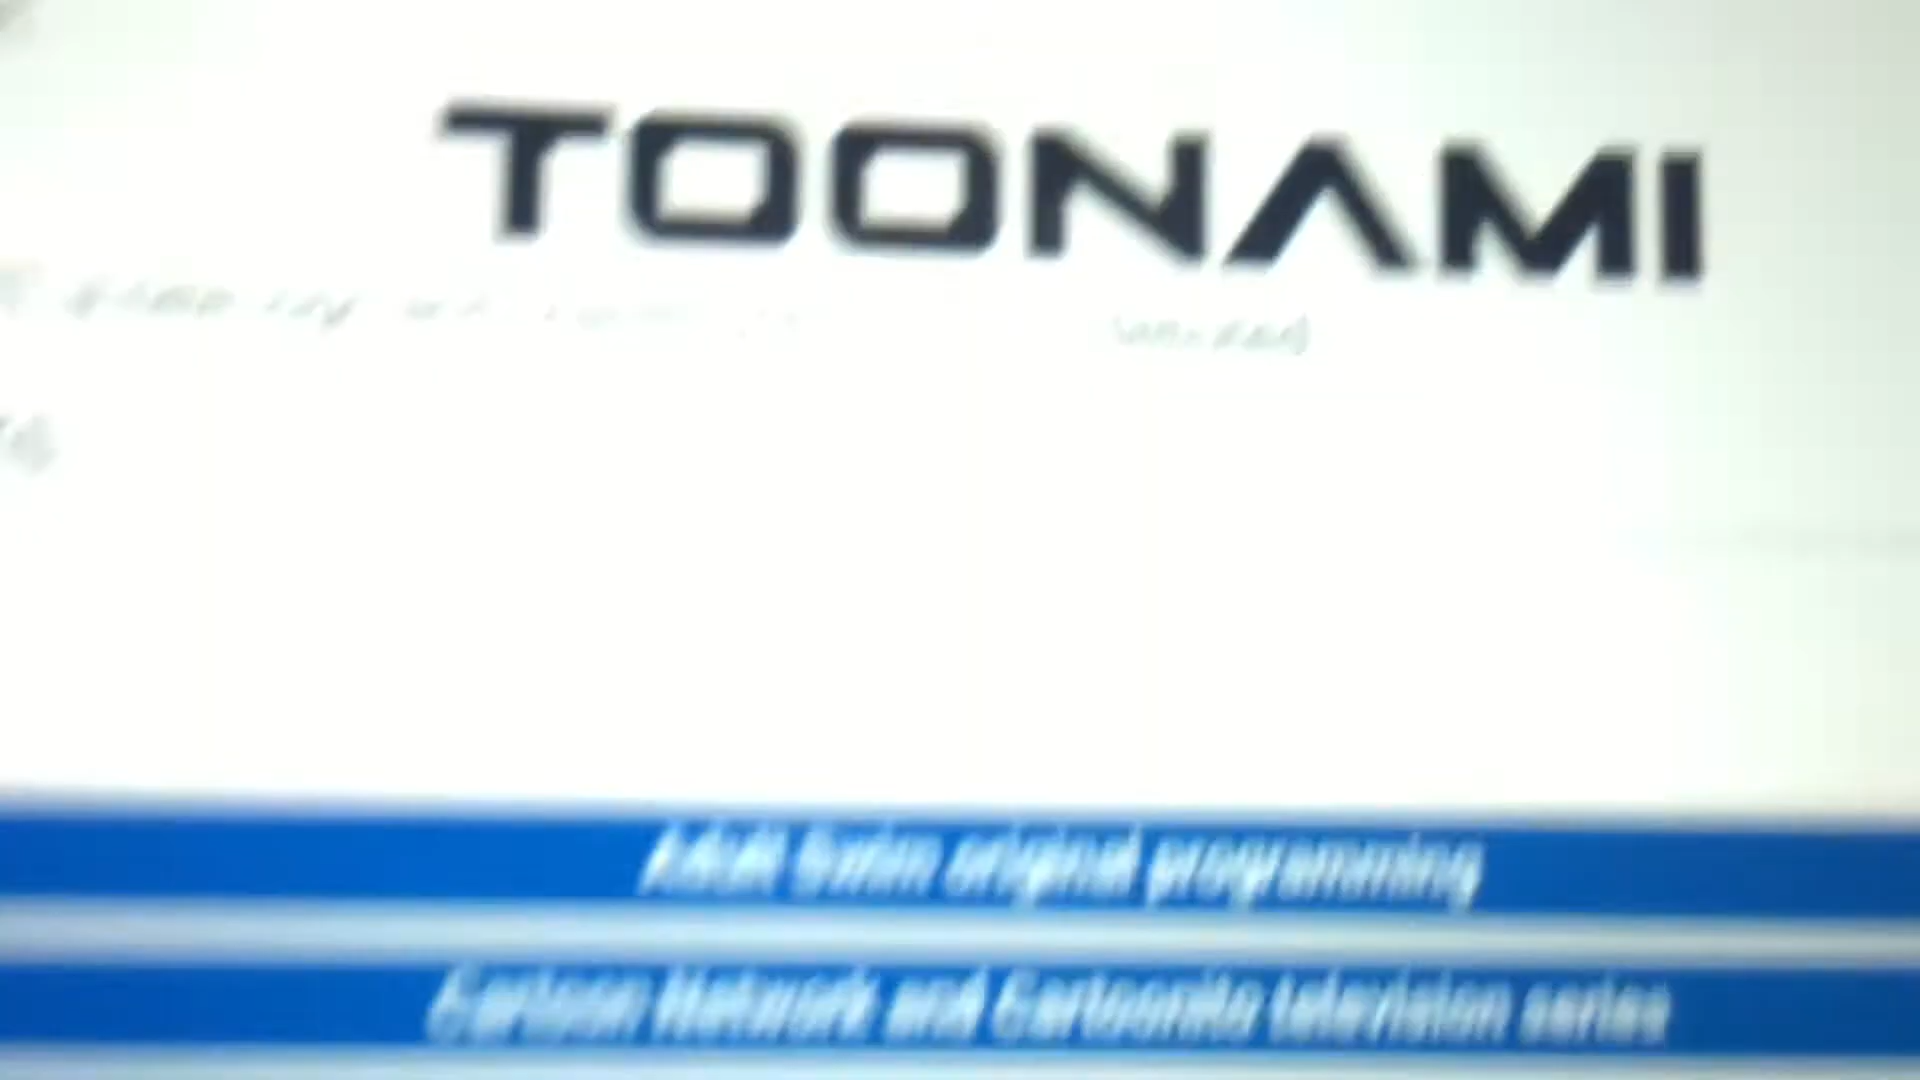 TOONAMI
Adult Swim original programming
Cartoon Network and Cartoonito television series